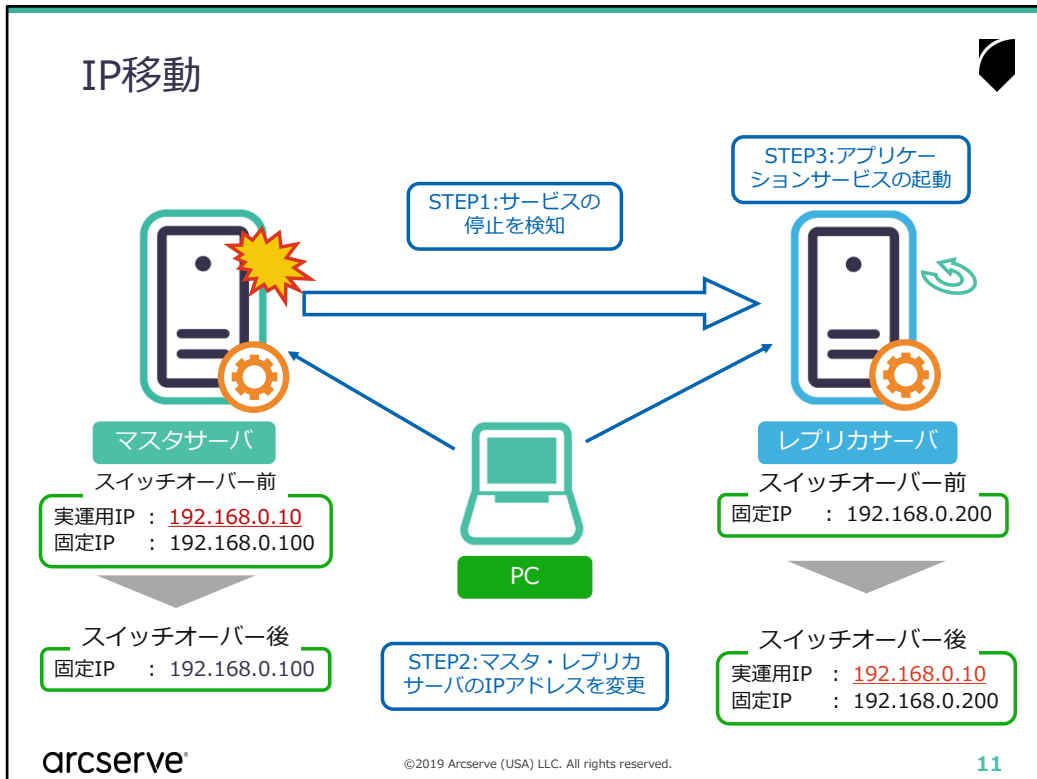 IP移動
STEP3:アプリケー
ションサービスの起動
STEP1:サービスの
停止を検知
マスタサーバ
レプリカサーバ
スイッチオーバー前
実運用IP : 192.168.0.10
固定IP : 192.168.0.100
スイッチオーバー前
固定IP : 192.168.0.200
PC
スイッチオーバー後
固定IP : 192.168.0.100
STEP2:マスタ・レプリカ
サーバのIPアドレスを変更
スイッチオーバー後
実運用IP : 192.168.0.10
固定IP : 192.168.0.200
arcserve®
©2019 Arcserve (USA) LLC. All rights reserved.
11